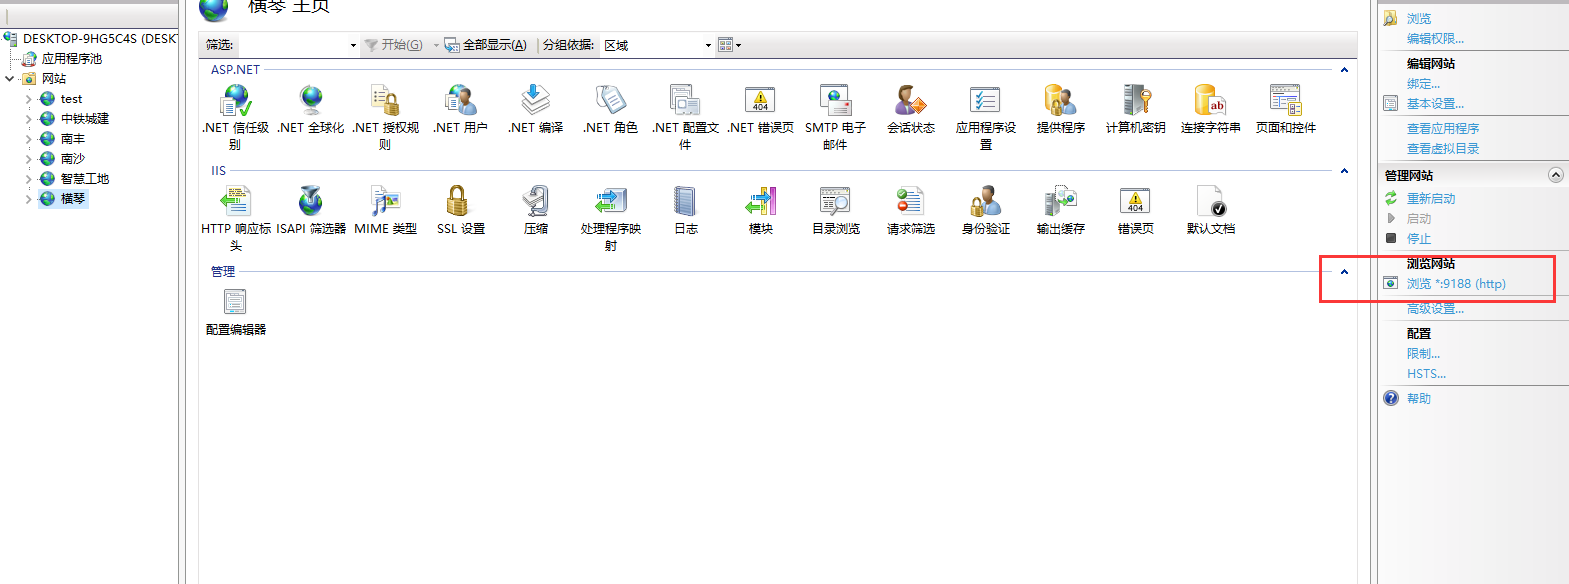 横琴 主页
DESKTOP-9HG5C4S (DESKT
应用程序池
网站
test
中铁城建
南丰
南沙
智慧工地
横琴
筛选:
开始(G)
全部显示(A)
分组依据:
区域
ASP.NET
.NET 信任级
别
.NET 全球化
.NET 授权规
则
.NET 用户
.NET 编译
.NET 角色
.NET 配置文
件
.NET 错误页
SMTP 电子
邮件
会话状态
应用程序设
置
提供程序
计算机密钥
连接字符串
页面和控件
IIS
HTTP 响应标
头
ISAPI 筛选器
MIME 类型
SSL 设置
压缩
处理程序映
射
日志
模块
目录浏览
请求筛选
身份验证
输出缓存
错误页
默认文档
管理
配置编辑器
浏览
编辑权限...
编辑网站
绑定...
基本设置...
查看应用程序
查看虚拟目录
管理网站
重新启动
启动
停止
浏览网站
浏览 *:9188 (http)
高级设置...
配置
限制...
HSTS...
帮助